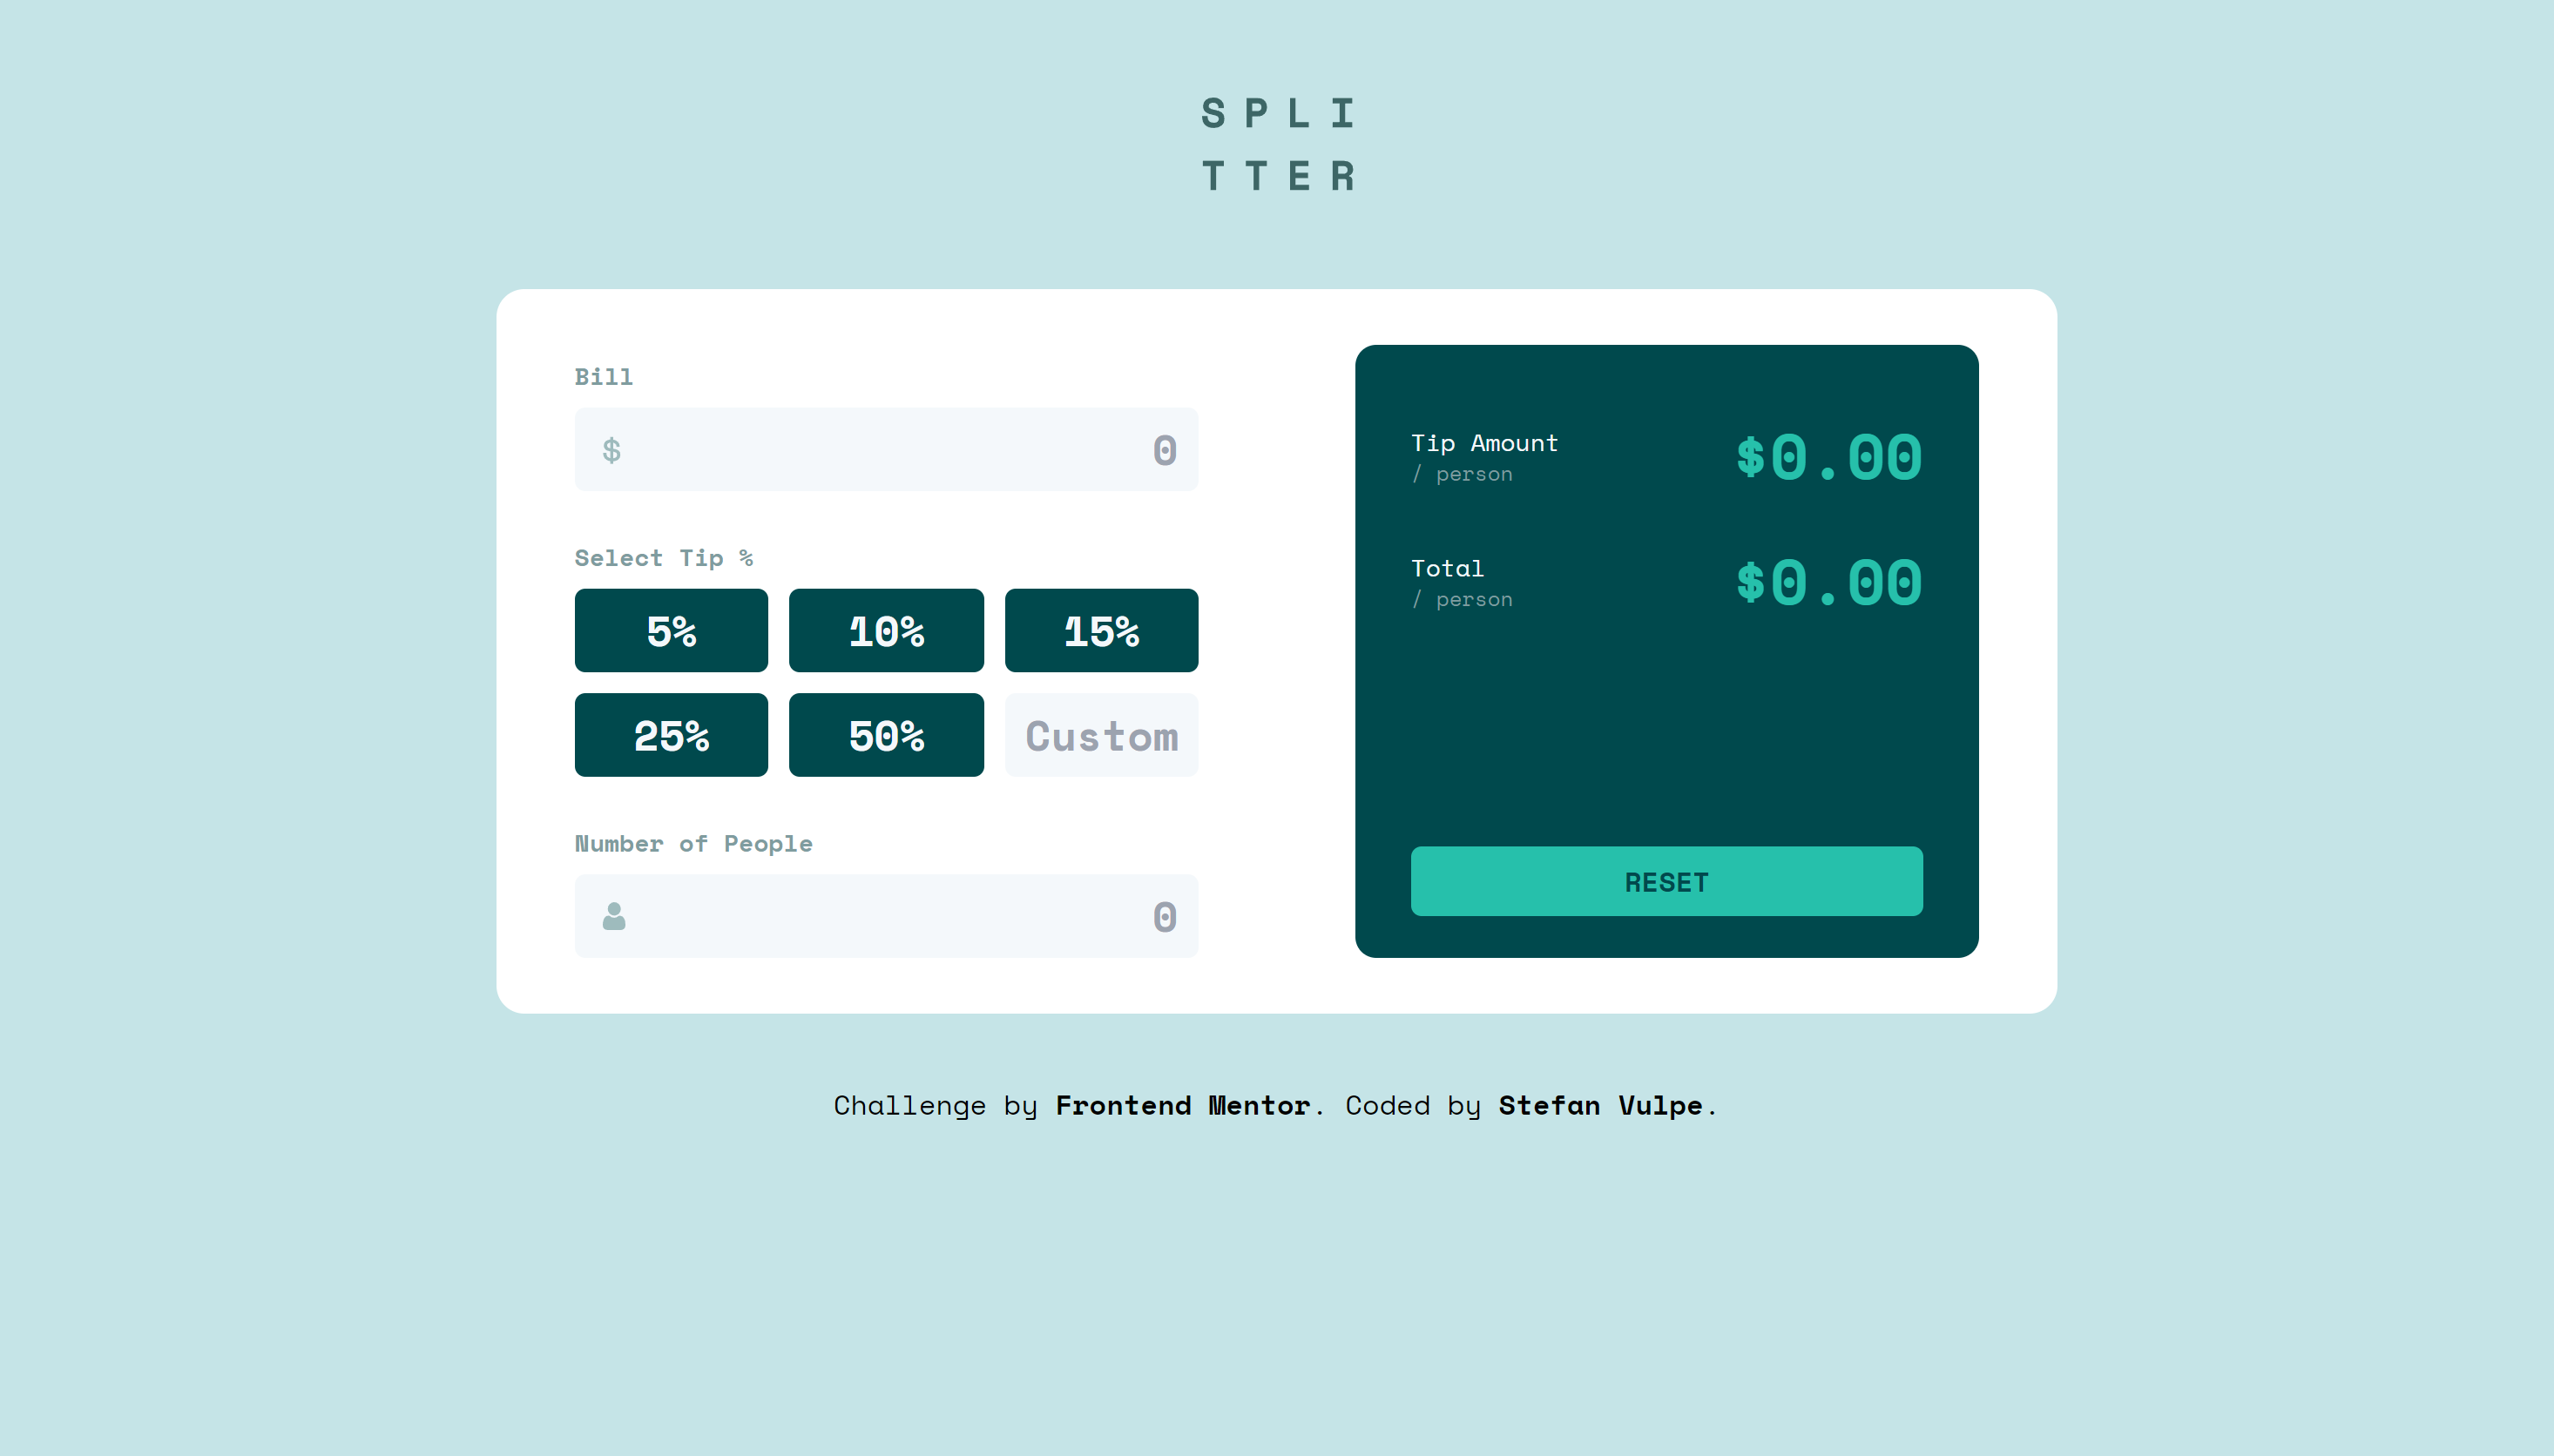 SPLI
TTER
Bill
$ 0
Select Tip %
5% 10% 15%
25% 50% Custom
Number of People
0
Tip Amount
/ person
$0.00
Total
/ person
$0.00
RESET
Challenge by Frontend Mentor. Coded by Stefan Vulpe.